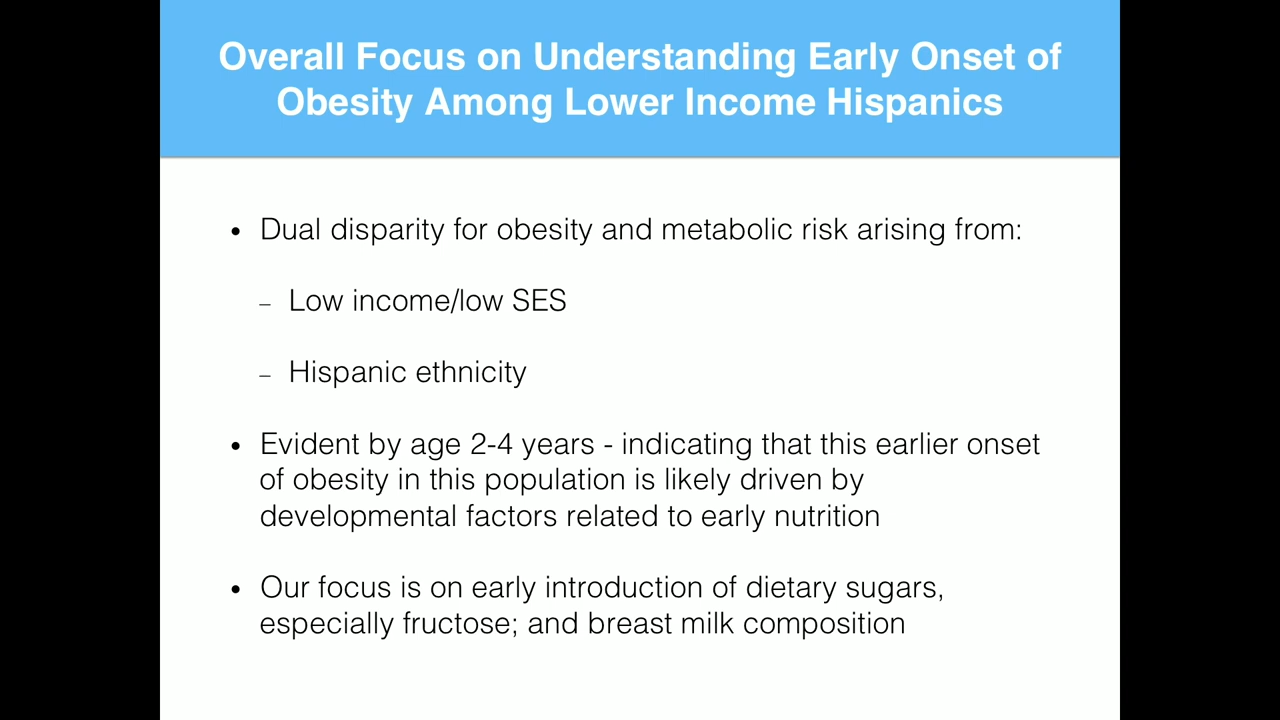 Overall Focus on Understanding Early Onset of
Obesity Among Lower Income Hispanics
• Dual disparity for obesity and metabolic risk arising from:
– Low income/low SES
– Hispanic ethnicity
• Evident by age 2-4 years - indicating that this earlier onset
of obesity in this population is likely driven by
developmental factors related to early nutrition
• Our focus is on early introduction of dietary sugars,
especially fructose; and breast milk composition